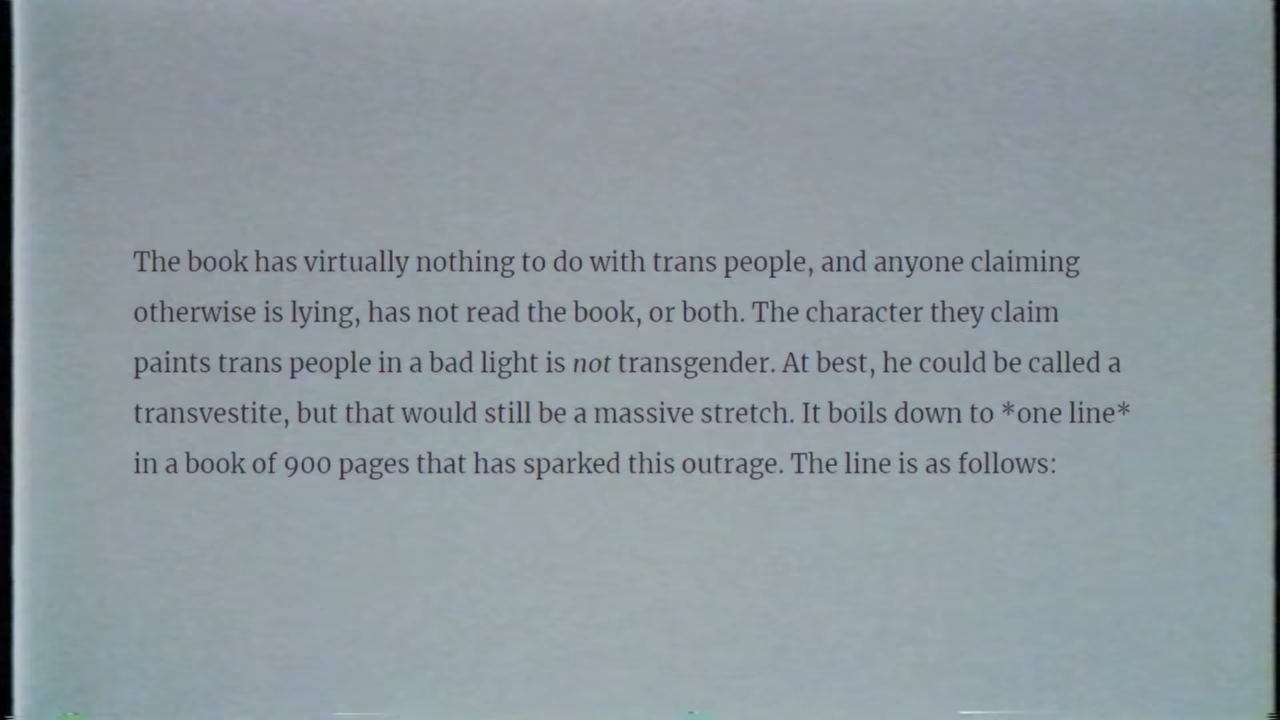 The book has virtually nothing to do with trans people, and anyone claiming
otherwise is lying, has not read the book, or both. The character they claim
paints trans people in a bad light is not transgender. At best, he could be called a
transvestite, but that would still be a massive stretch. It boils down to *one line*
in a book of 900 pages that has sparked this outrage. The line is as follows: